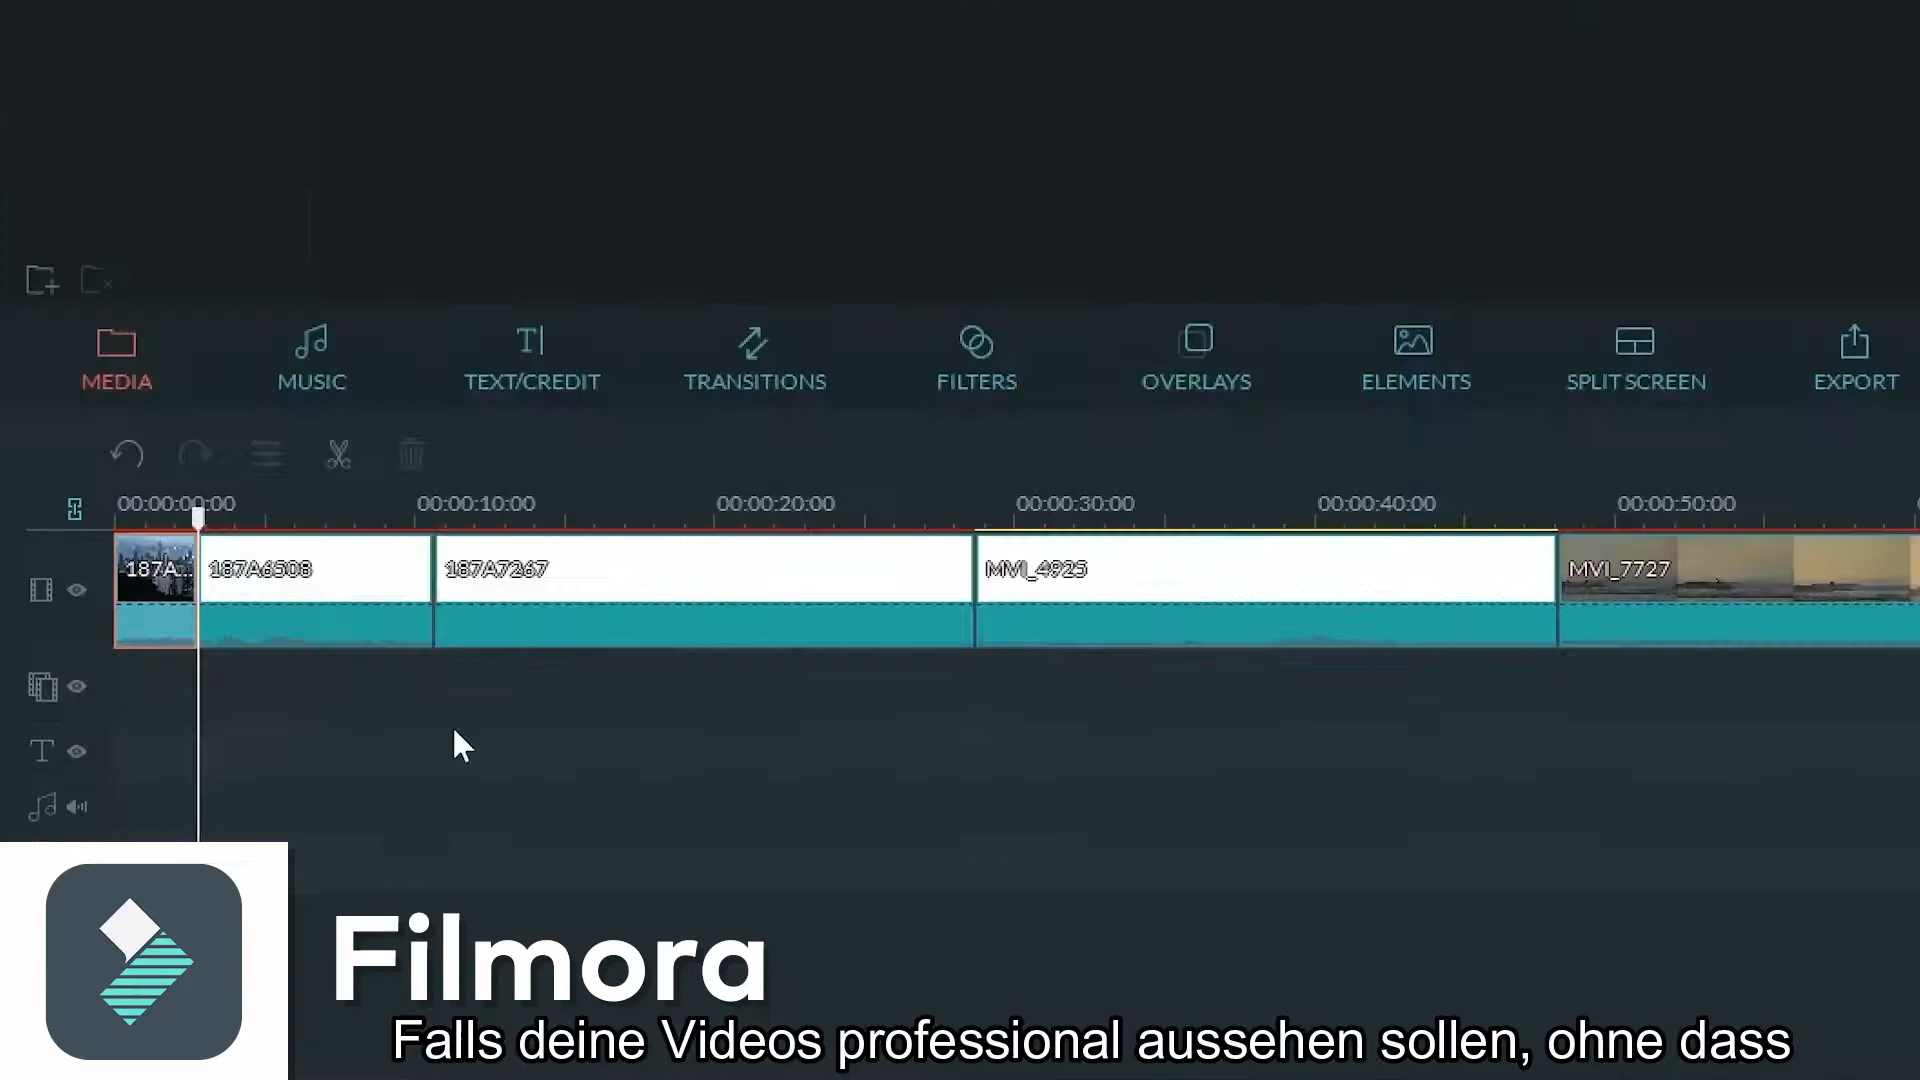 MEDIA MUSIC TEXT/CREDIT TRANSITIONS FILTERS OVERLAYS ELEMENTS SPLIT SCREEN EXPORT
00:00:00:00 00:00:10:00 00:00:20:00 00:00:30:00 00:00:40:00 00:00:50:00
187A... 187A6508 187A7267 MVI_4925 MVI_7727
Filmora
Falls deine Videos professional aussehen sollen, ohne dass